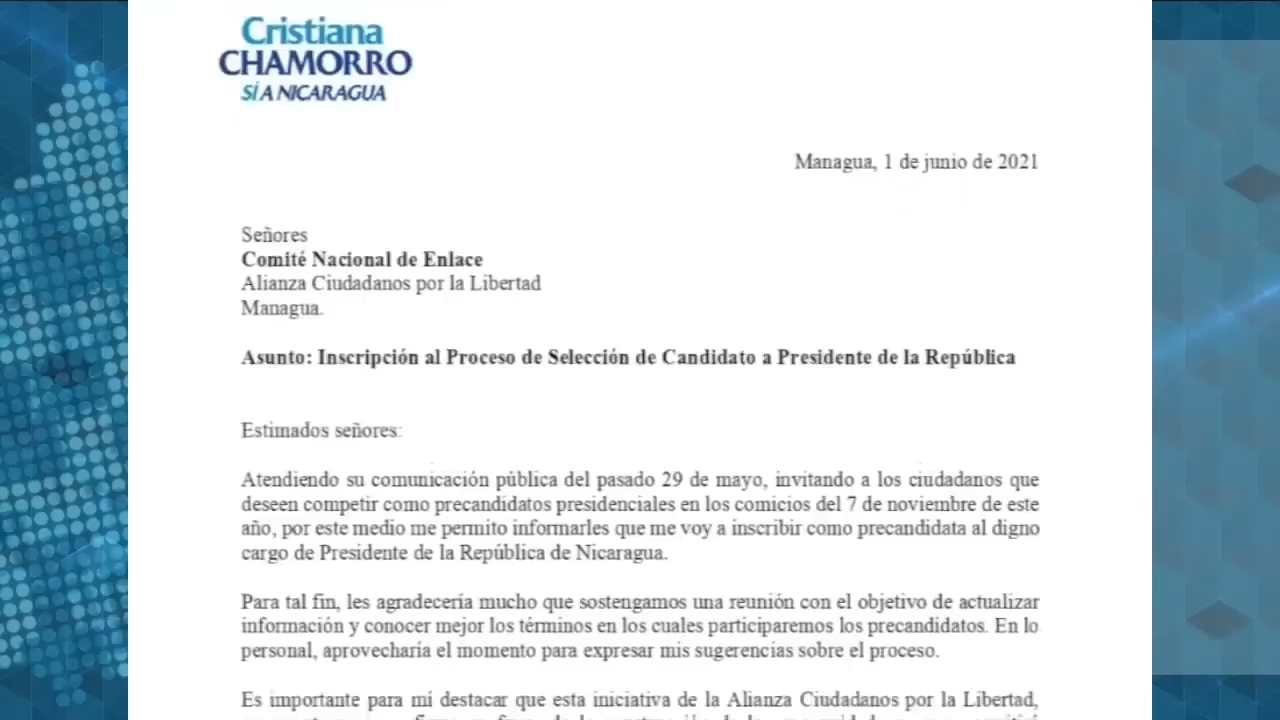 Cristiana
CHAMORRO
SÍ A NICARAGUA
Managua, 1 de junio de 2021
Señores
Comité Nacional de Enlace
Alianza Ciudadanos por la Libertad
Managua.
Asunto: Inscripción al Proceso de Selección de Candidato a Presidente de la República
Estimados señores:
Atendiendo su comunicación pública del pasado 29 de mayo, invitando a los ciudadanos que
deseen competir como precandidatos presidenciales en los comicios del 7 de noviembre de este
año, por este medio me permito informarles que me voy a inscribir como precandidata al digno
cargo de Presidente de la República de Nicaragua.
Para tal fin, les agradecería mucho que sostengamos una reunión con el objetivo de actualizar
información y conocer mejor los términos en los cuales participaremos los precandidatos. En lo
personal, aprovecharía el momento para expresar mis sugerencias sobre el proceso.
Es importante para mí destacar que esta iniciativa de la Alianza Ciudadanos por la Libertad,